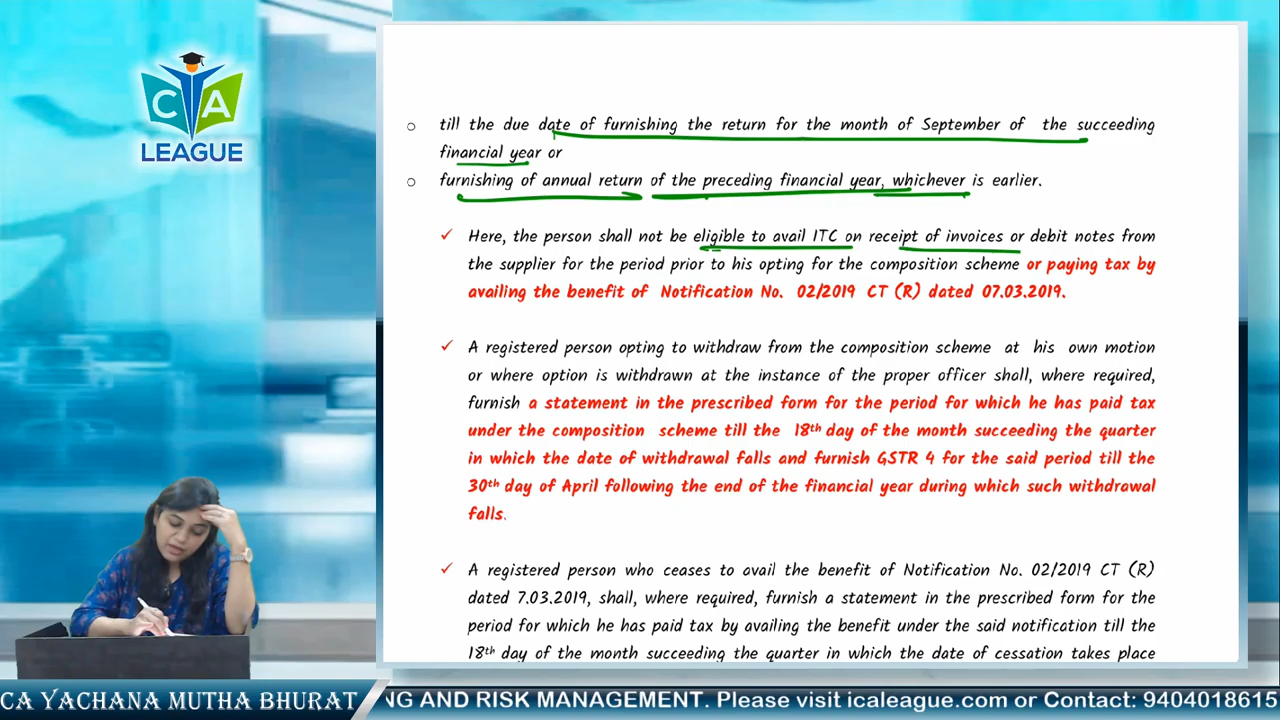 CA
LEAGUE
o till the due date of furnishing the return for the month of September of the succeeding
financial year or
o furnishing of annual return of the preceding financial year, whichever is earlier.
✓ Here, the person shall not be eligible to avail ITC on receipt of invoices or debit notes from
the supplier for the period prior to his opting for the composition scheme or paying tax by
availing the benefit of Notification No. 02/2019 CT (R) dated 07.03.2019.
✓ A registered person opting to withdraw from the composition scheme at his own motion
or where option is withdrawn at the instance of the proper officer shall, where required,
furnish a statement in the prescribed form for the period for which he has paid tax
under the composition scheme till the 18th day of the month succeeding the quarter
in which the date of withdrawal falls and furnish GSTR 4 for the said period till the
30th day of April following the end of the financial year during which such withdrawal
falls.
✓ A registered person who ceases to avail the benefit of Notification No. 02/2019 CT (R)
dated 7.03.2019, shall, where required, furnish a statement in the prescribed form for the
period for which he has paid tax by availing the benefit under the said notification till the
18th day of the month succeeding the quarter in which the date of cessation takes place
CA YACHANA MUTHA BHURAT
NG AND RISK MANAGEMENT. Please visit icaleague.com or Contact: 9404018615